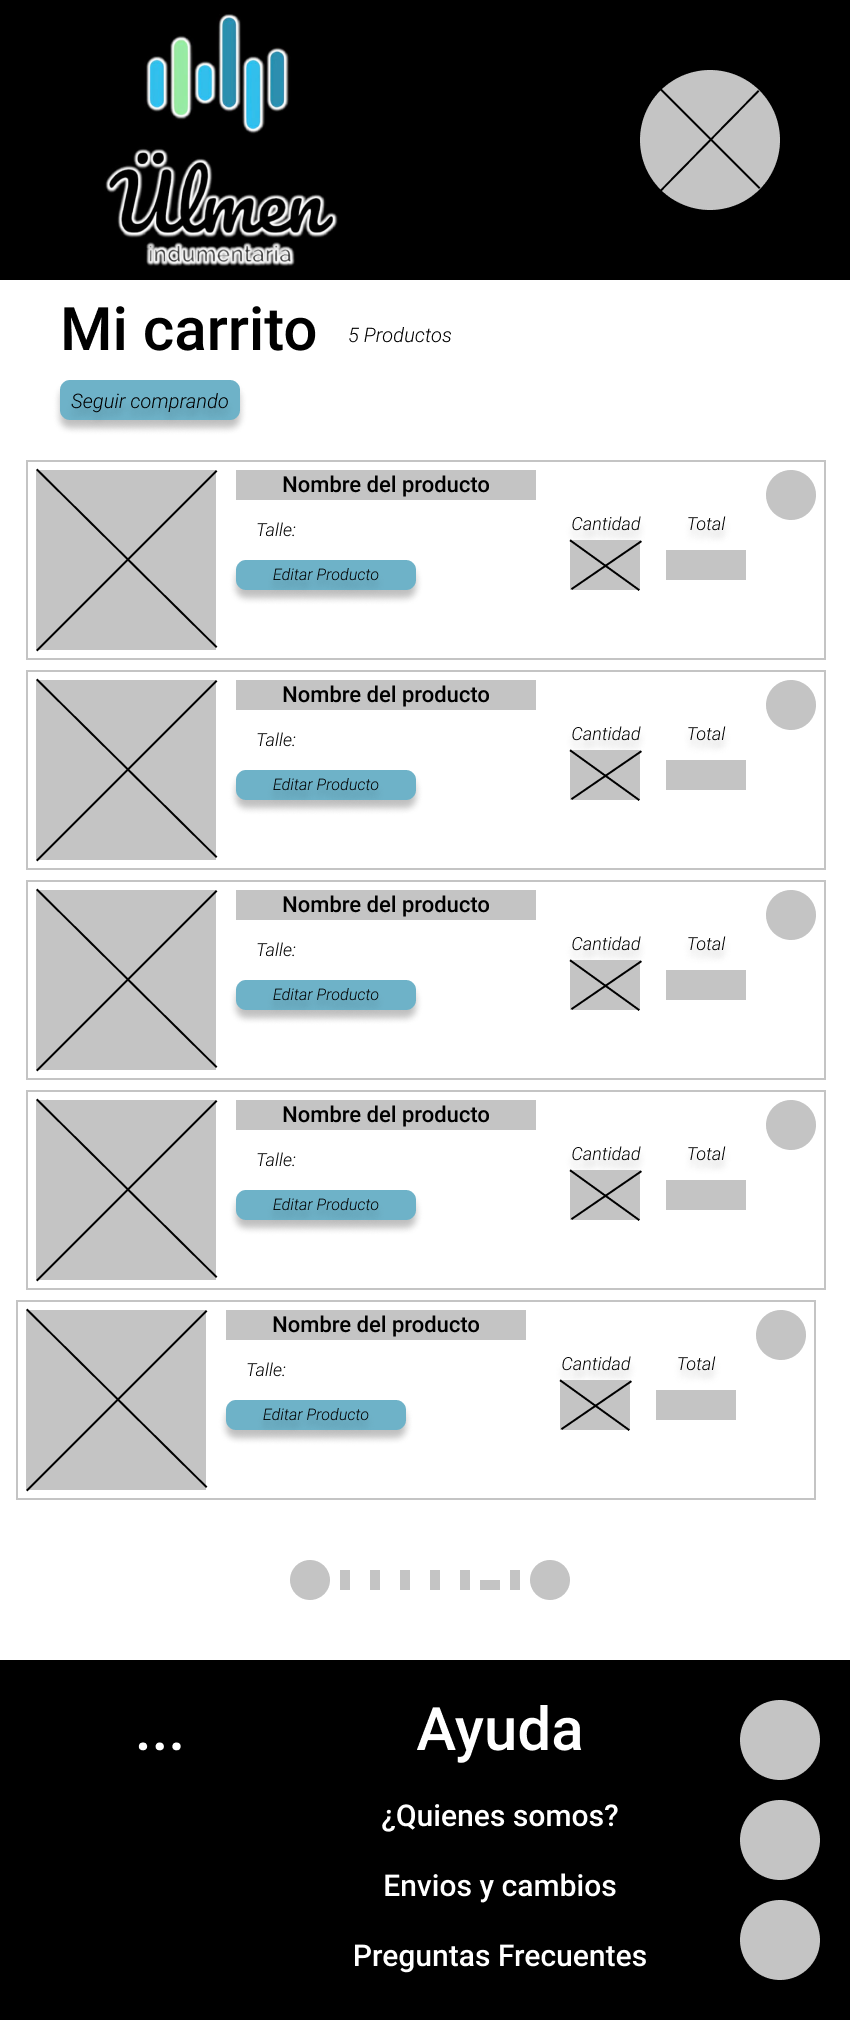 Ülmen
indumentaria
Mi carrito
5 Productos
Seguir comprando
Nombre del producto
Talle:
Cantidad
Total
Editar Producto
Nombre del producto
Talle:
Cantidad
Total
Editar Producto
Nombre del producto
Talle:
Cantidad
Total
Editar Producto
Nombre del producto
Talle:
Cantidad
Total
Editar Producto
Nombre del producto
Talle:
Cantidad
Total
Editar Producto
...
Ayuda
¿Quienes somos?
Envios y cambios
Preguntas Frecuentes